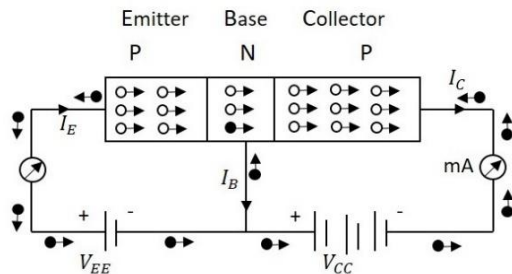 Emitter Base Collector
P N P
I_E I_C
I_B mA
+ - + -
V_EE V_CC